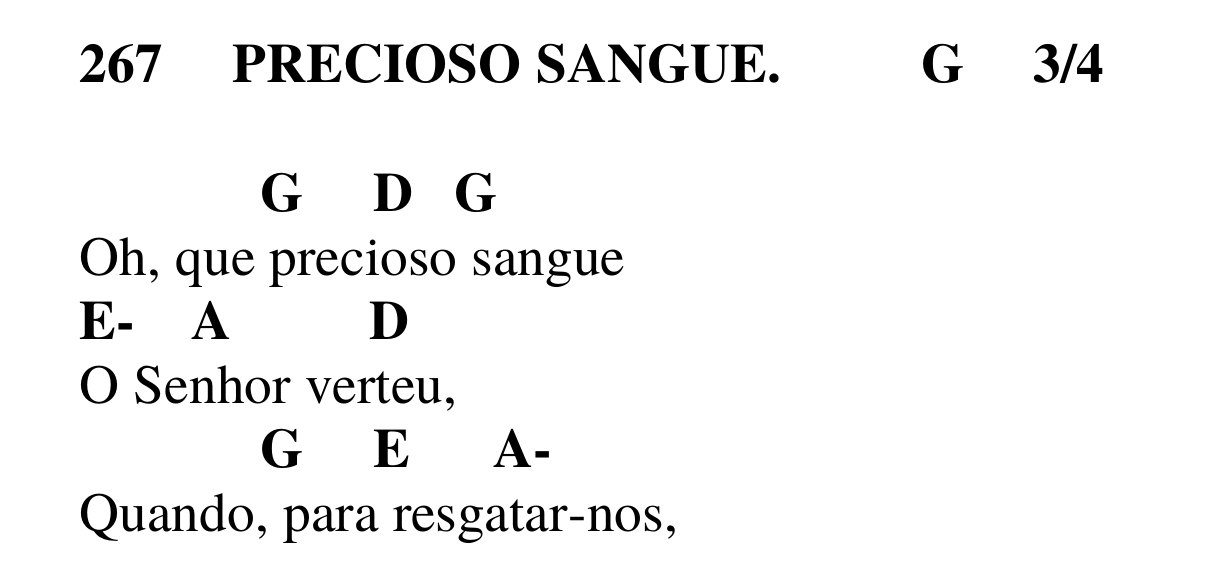 267 PRECIOSO SANGUE. G 3/4
G D G
Oh, que precioso sangue
E- A D
O Senhor verteu,
G E A-
Quando, para resgatar-nos,